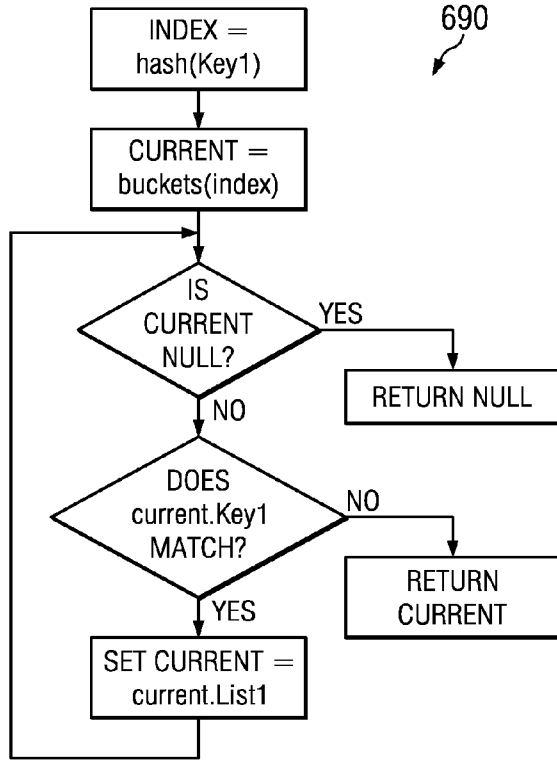 690
INDEX =
hash(Key1)
CURRENT =
buckets(index)
IS
CURRENT
NULL?
YES
RETURN NULL
NO
DOES
current.Key1
MATCH?
NO
RETURN
CURRENT
YES
SET CURRENT =
current.List1